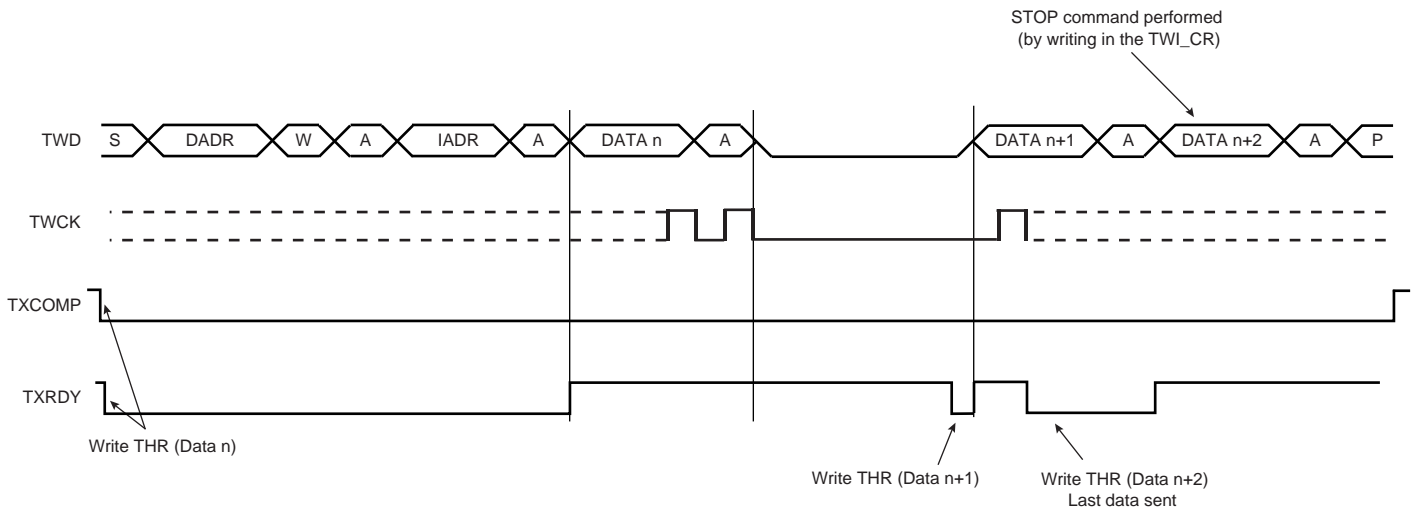 STOP command performed
(by writing in the TWI_CR)
TWD S DADR W A IADR A DATA n A DATA n+1 A DATA n+2 A P
TWCK
TXCOMP
TXRDY
Write THR (Data n)
Write THR (Data n+1)
Write THR (Data n+2)
Last data sent